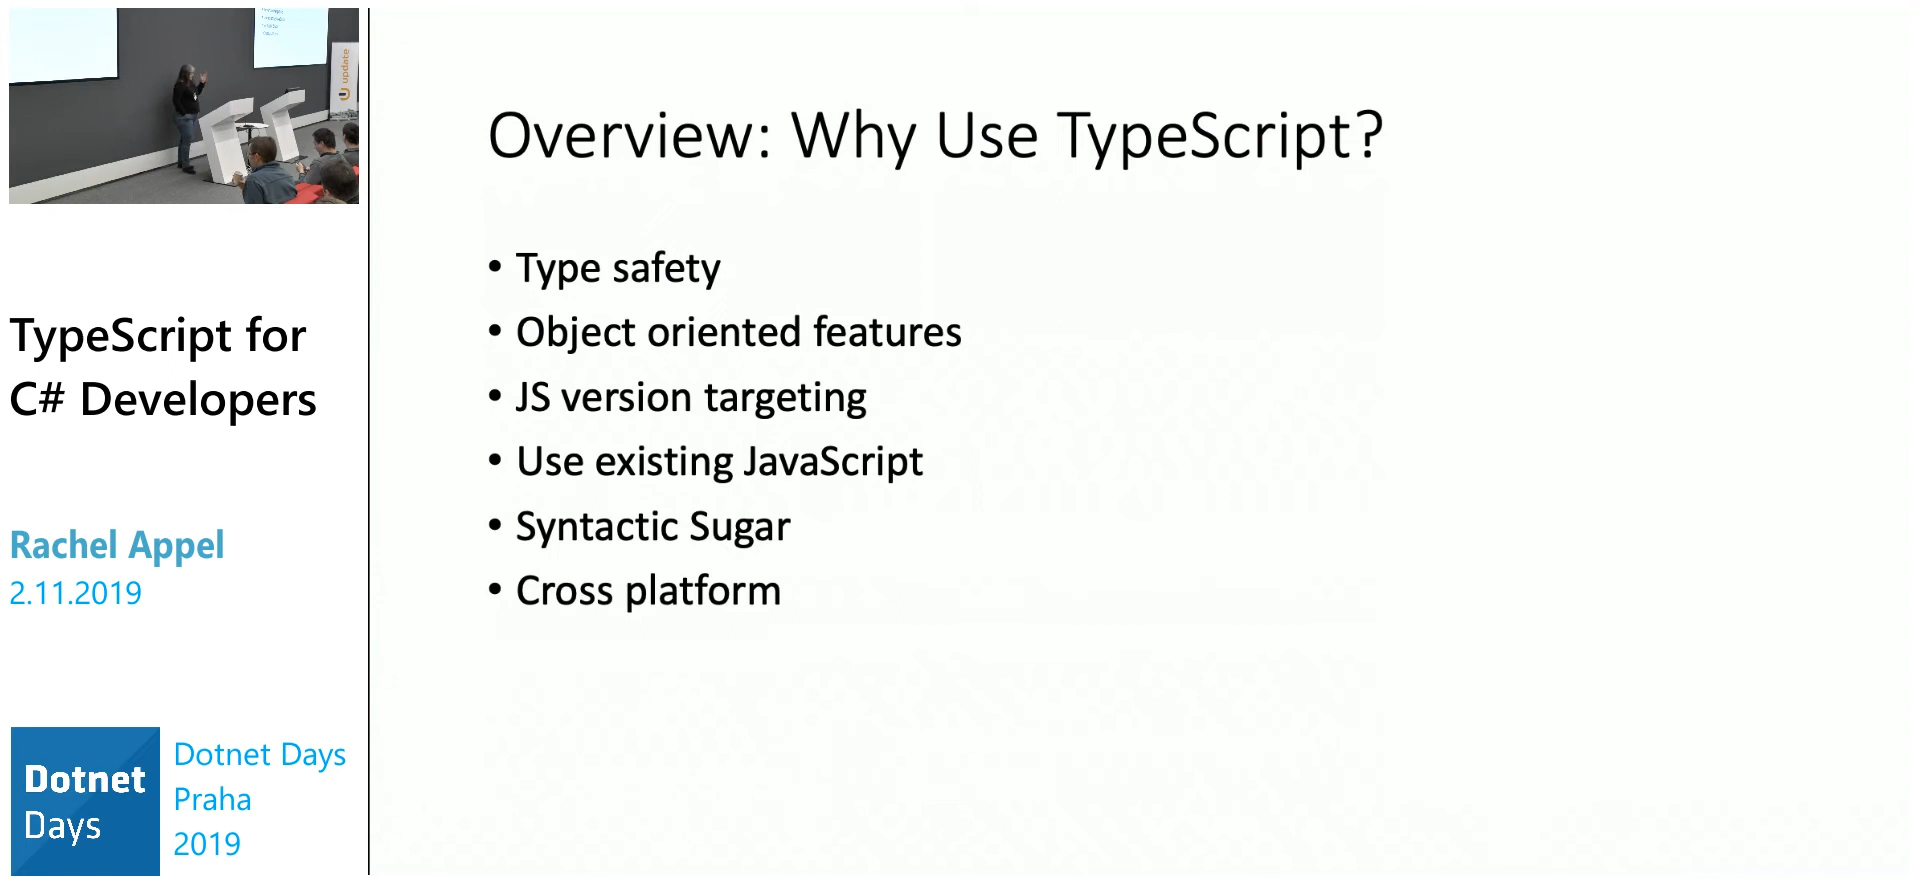 update
TypeScript for
C# Developers
Rachel Appel
2.11.2019
Dotnet
Days
Dotnet Days
Praha
2019
Overview: Why Use TypeScript?
• Type safety
• Object oriented features
• JS version targeting
• Use existing JavaScript
• Syntactic Sugar
• Cross platform